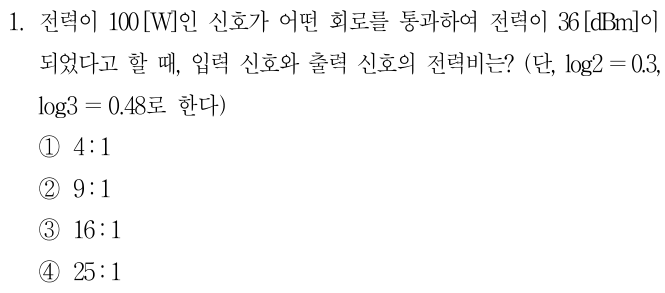 1. 전력이 100[W]인 신호가 어떤 회로를 통과하여 전력이 36[dBm]이
되었다고 할 때, 입력 신호와 출력 신호의 전력비는? (단, log2 = 0.3,
log3 = 0.48로 한다)
① 4 : 1
② 9 : 1
③ 16 : 1
④ 25 : 1